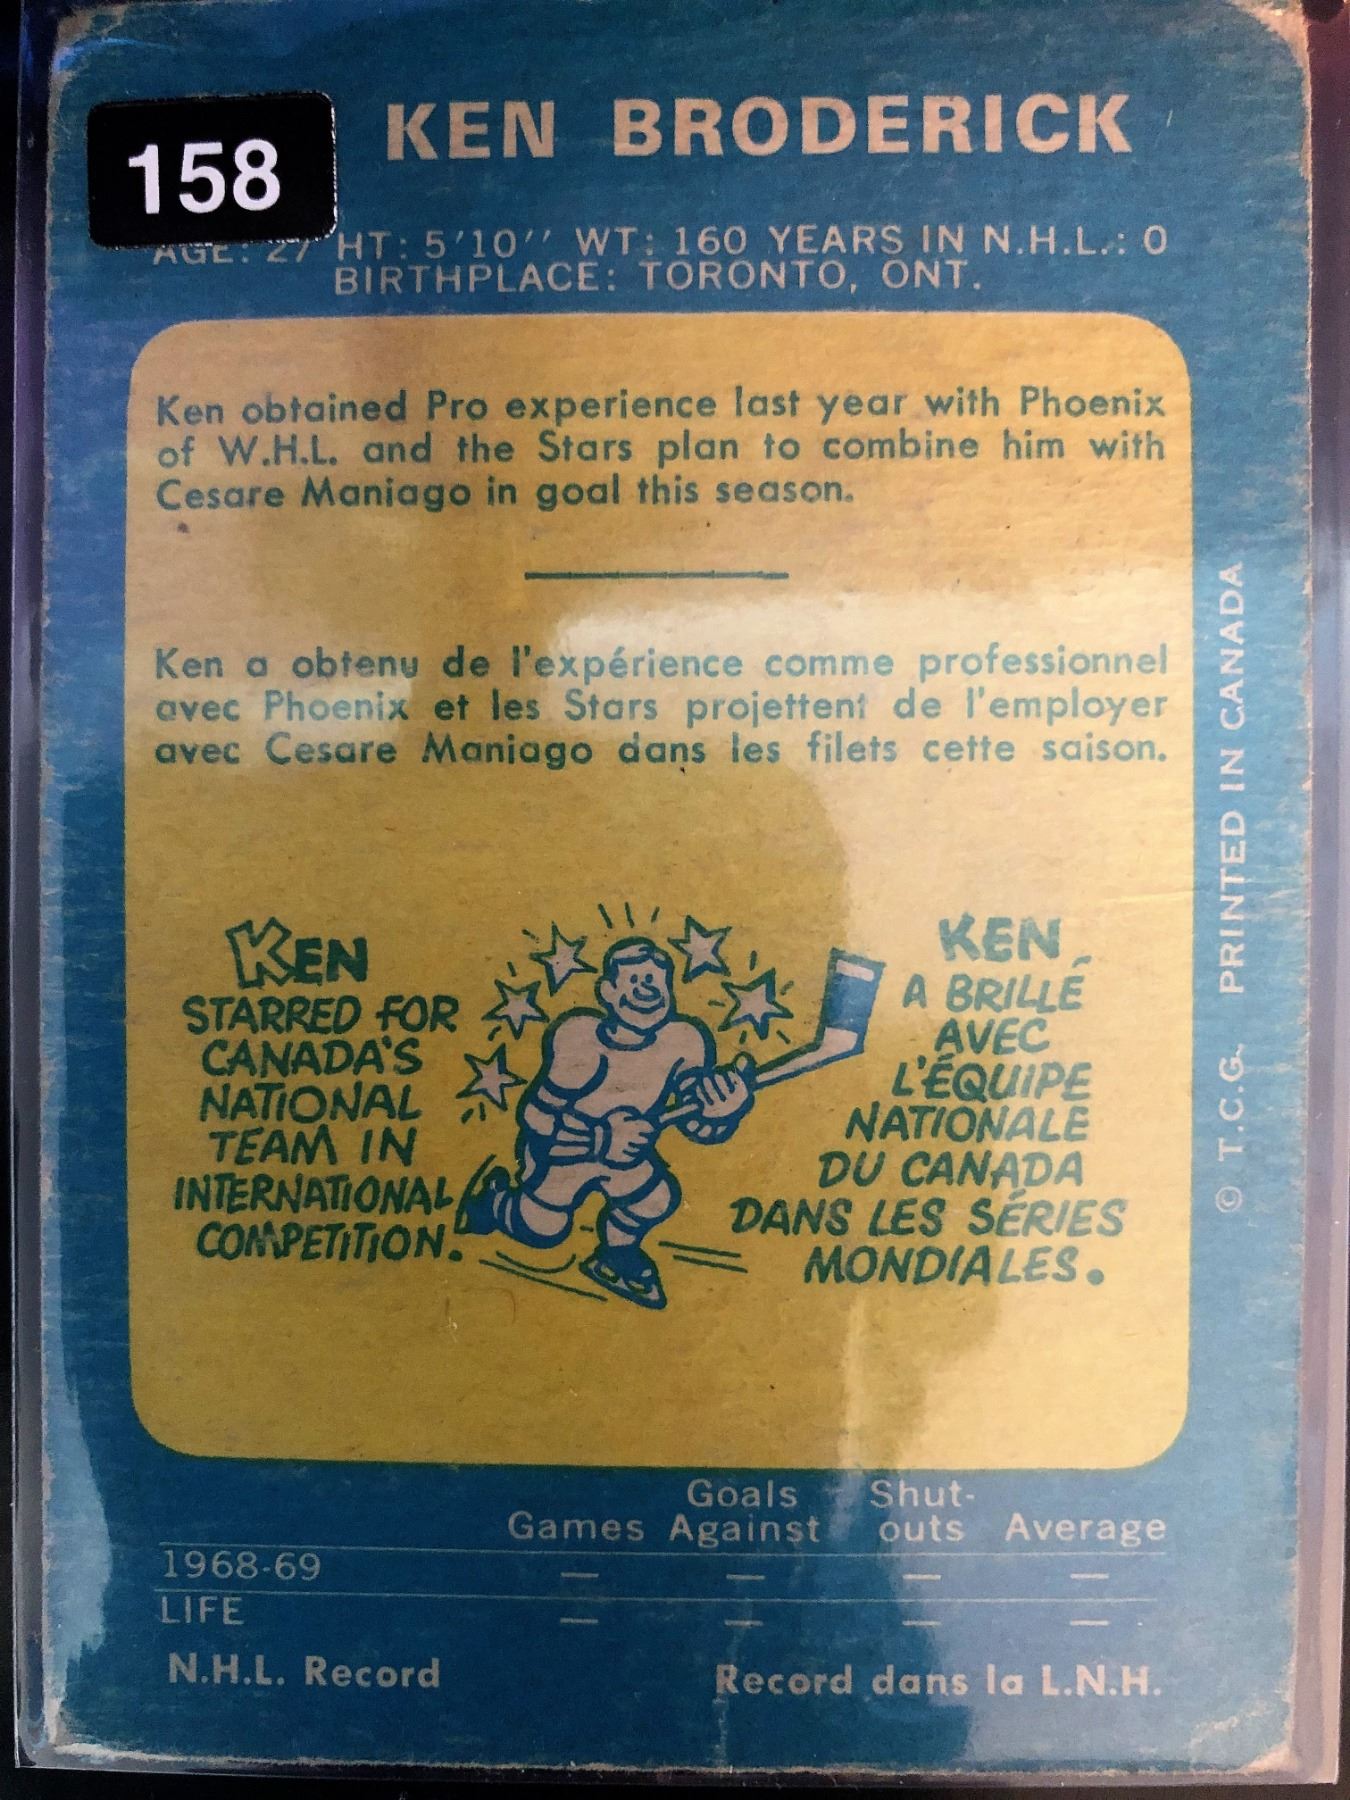 158
KEN BRODERICK
AGE: 27 HT: 5'10'' WT: 160 YEARS IN N.H.L.: 0
BIRTHPLACE: TORONTO, ONT.
Ken obtained Pro experience last year with Phoenix
of W.H.L. and the Stars plan to combine him with
Cesare Maniago in goal this season.
Ken a obtenu de l'expérience comme professionnel
avec Phoenix et les Stars projettent de l'employer
avec Cesare Maniago dans les filets cette saison.
KEN
STARRED FOR
CANADA'S
NATIONAL
TEAM IN
INTERNATIONAL
COMPETITION.
KEN
A BRILLÉ
AVEC
L'ÉQUIPE
NATIONALE
DU CANADA
DANS LES SÉRIES
MONDIALES.
© T.C.G. PRINTED IN CANADA
Goals Shut-
Games Against outs Average
1968-69 — — — —
LIFE — — — —
N.H.L. Record Record dans la L.N.H.